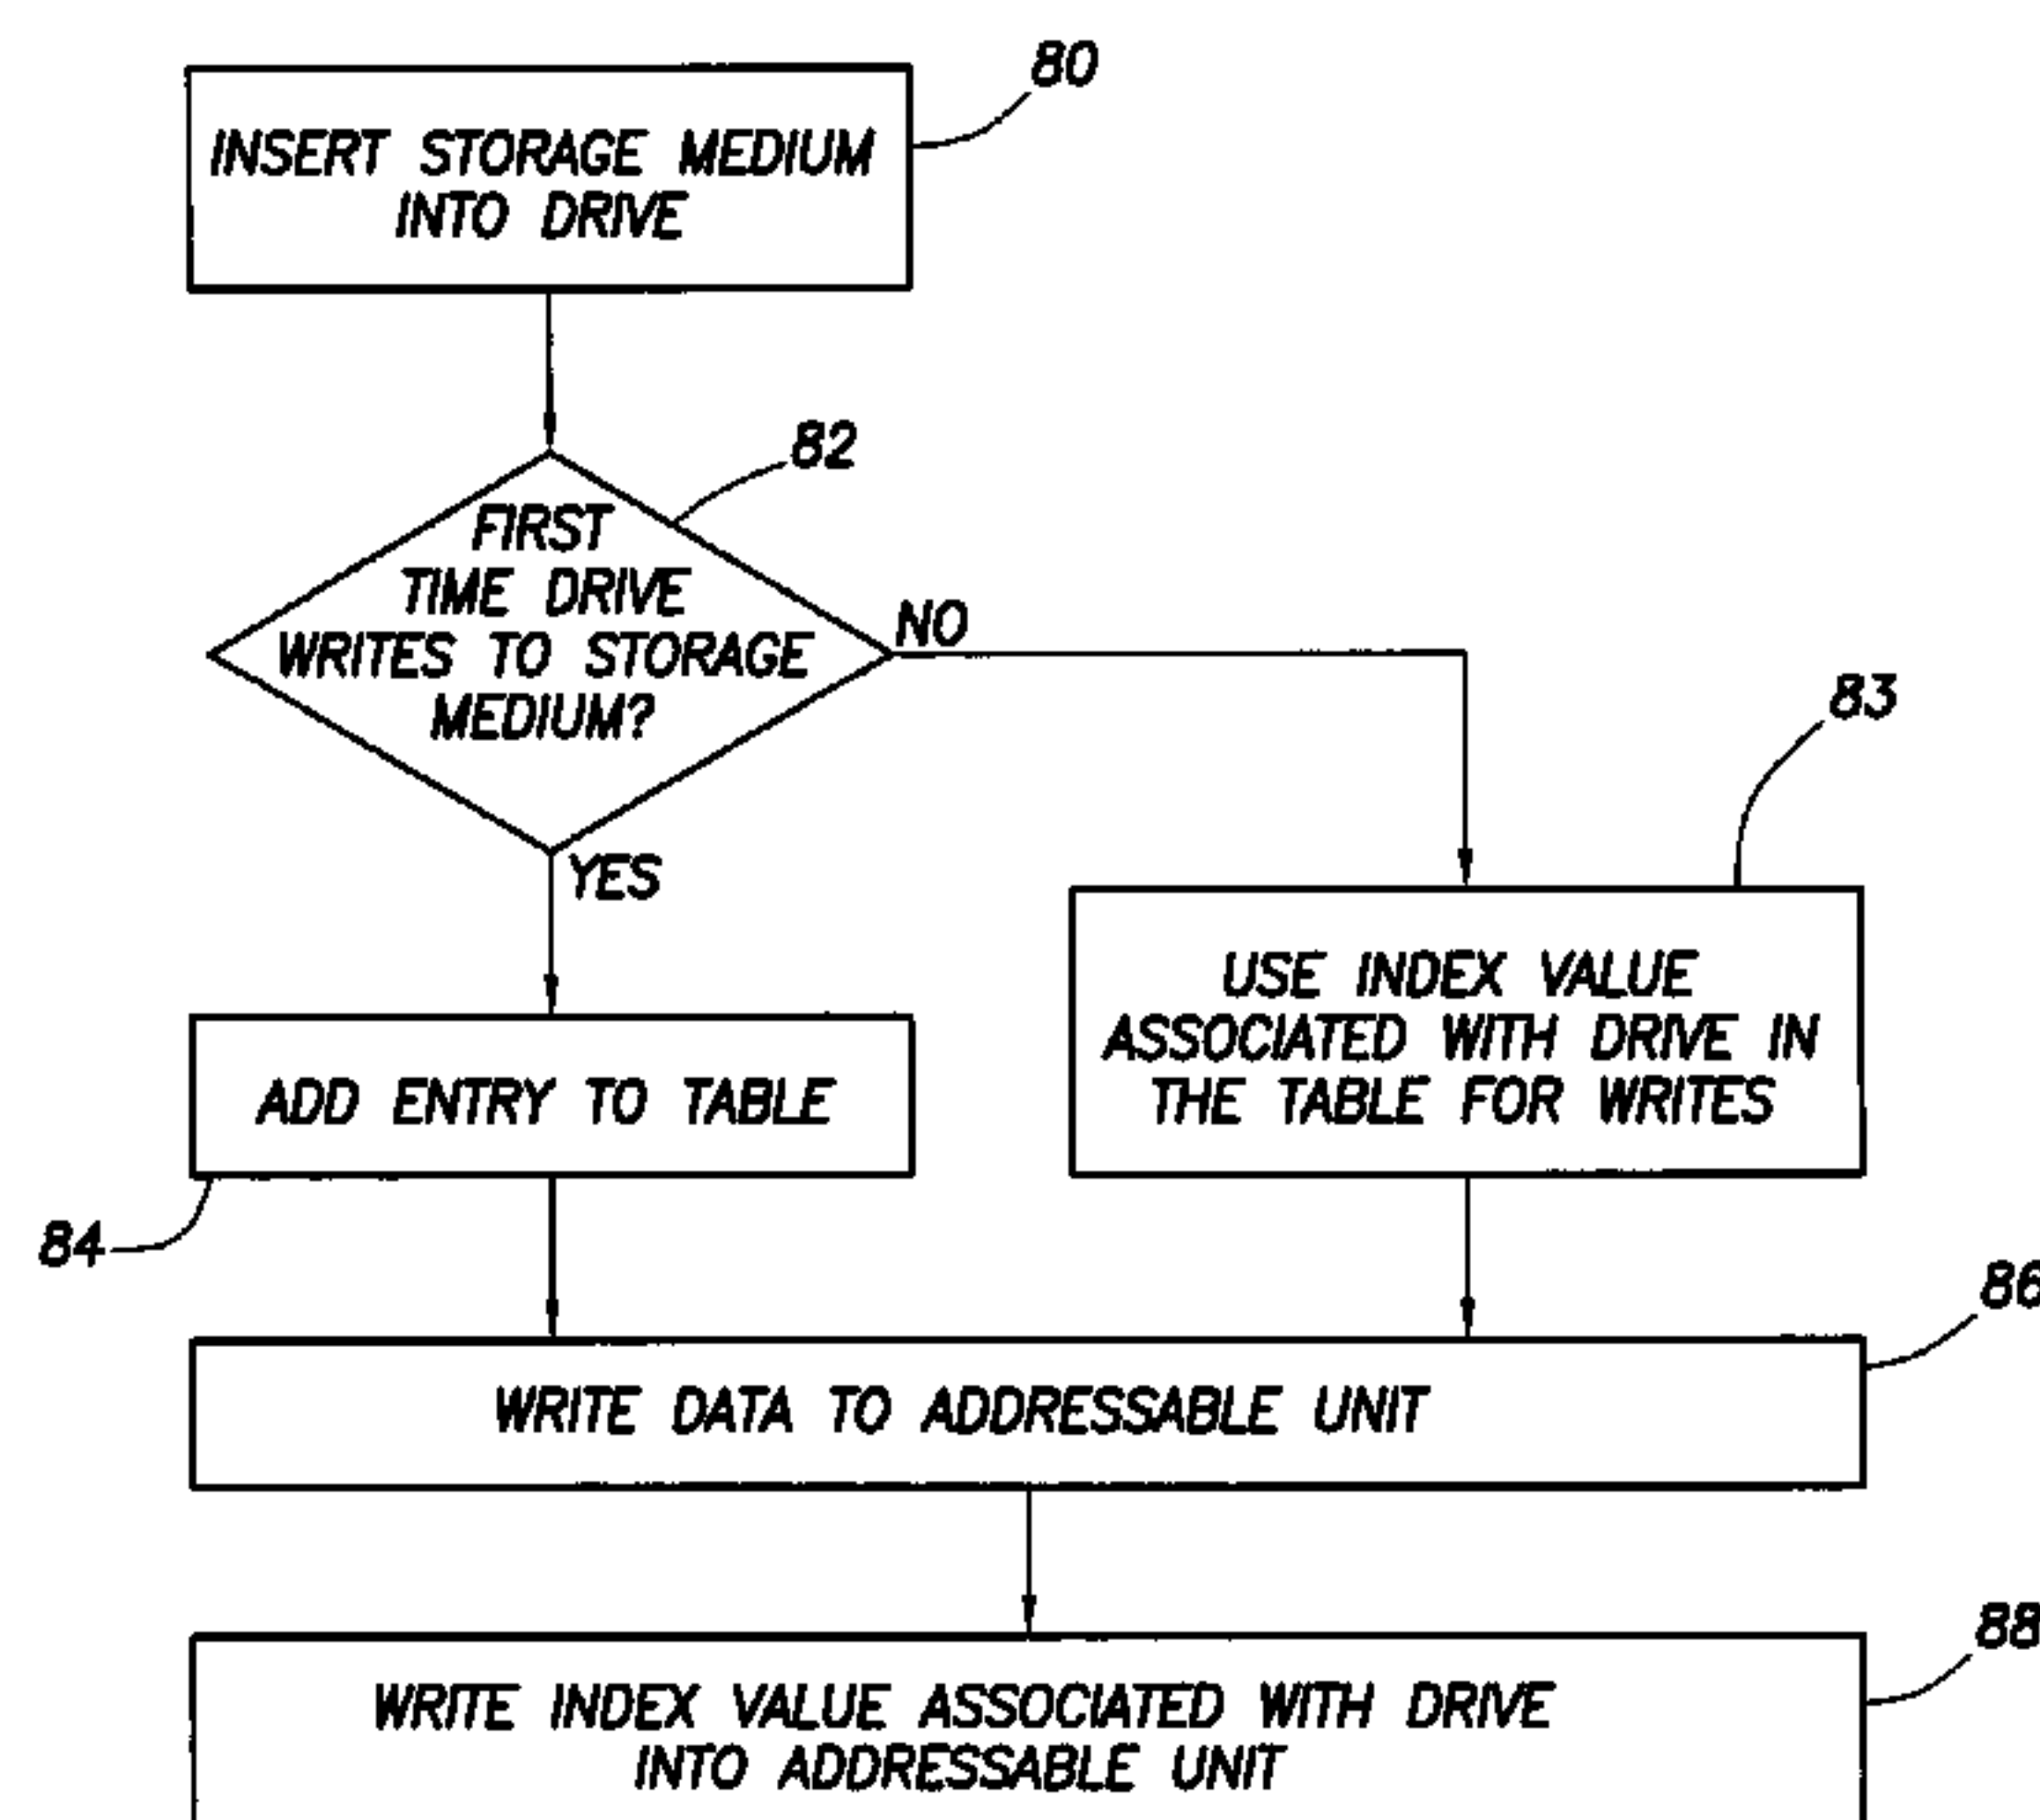 80
INSERT STORAGE MEDIUM
INTO DRIVE
82
FIRST
TIME DRIVE
WRITES TO STORAGE
MEDIUM?
NO
YES
83
USE INDEX VALUE
ASSOCIATED WITH DRIVE IN
THE TABLE FOR WRITES
ADD ENTRY TO TABLE
84
86
WRITE DATA TO ADDRESSABLE UNIT
88
WRITE INDEX VALUE ASSOCIATED WITH DRIVE
INTO ADDRESSABLE UNIT